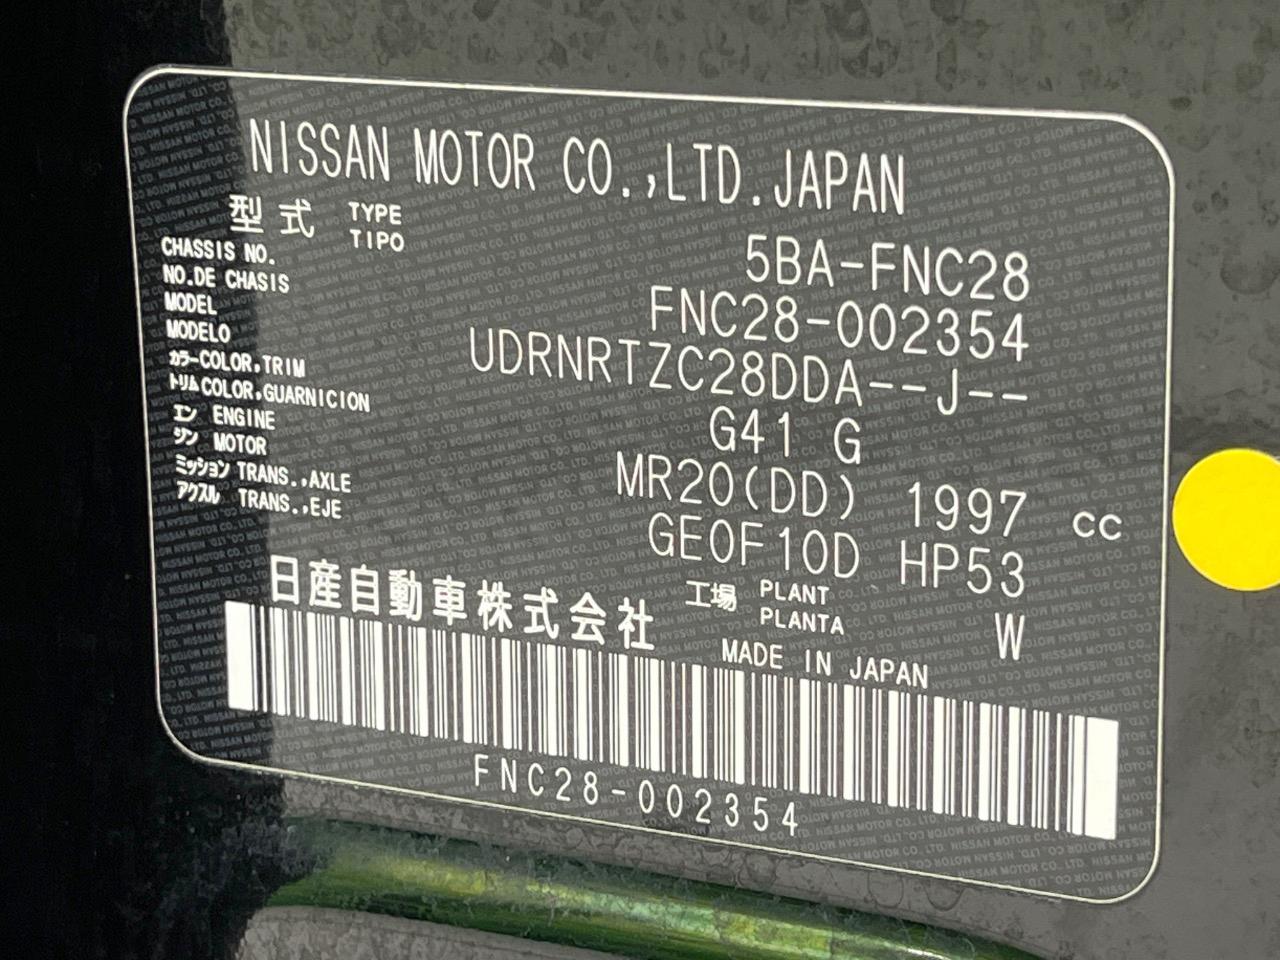 NISSAN MOTOR CO.,LTD.JAPAN
型式 TYPE TIPO 5BA-FNC28
CHASSIS NO.
NO.DE CHASIS FNC28-002354
MODEL
MODELO UDRNRTZC28DDA--J--
カラー COLOR,TRIM
トリム COLOR,GUARNICION G41 G
エン ENGINE
ジン MOTOR MR20(DD) 1997 cc
ミッション TRANS.,AXLE
アクスル TRANS.,EJE GE0F10D HP53
工場 PLANT PLANTA W
日産自動車株式会社 MADE IN JAPAN
FNC28-002354